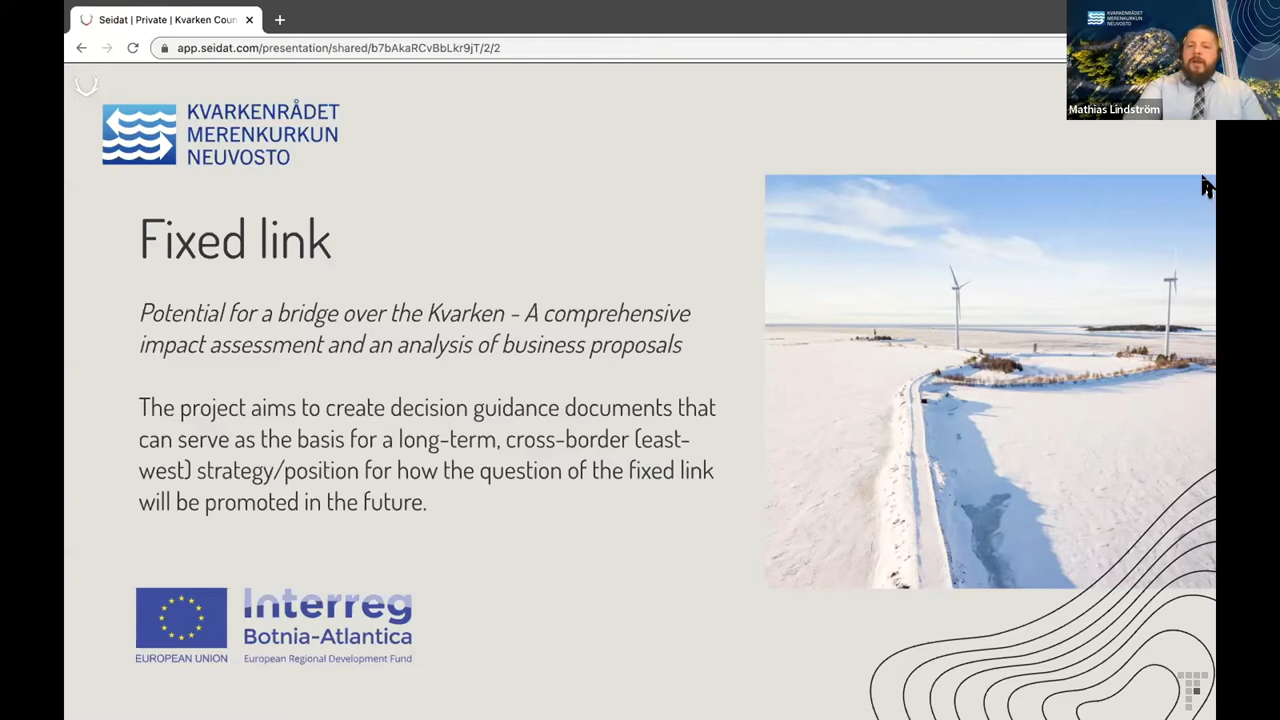 Seidat | Private | Kvarken Coun
app.seidat.com/presentation/shared/b7bAkaRCvBbLkr9jT/2/2
KVARKENRÅDET
MERENKURKUN
NEUVOSTO
Mathias Lindström
KVARKENRÅDET
MERENKURKUN
NEUVOSTO
Fixed link
Potential for a bridge over the Kvarken - A comprehensive
impact assessment and an analysis of business proposals
The project aims to create decision guidance documents that
can serve as the basis for a long-term, cross-border (east-
west) strategy/position for how the question of the fixed link
will be promoted in the future.
EUROPEAN UNION
Interreg
Botnia-Atlantica
European Regional Development Fund